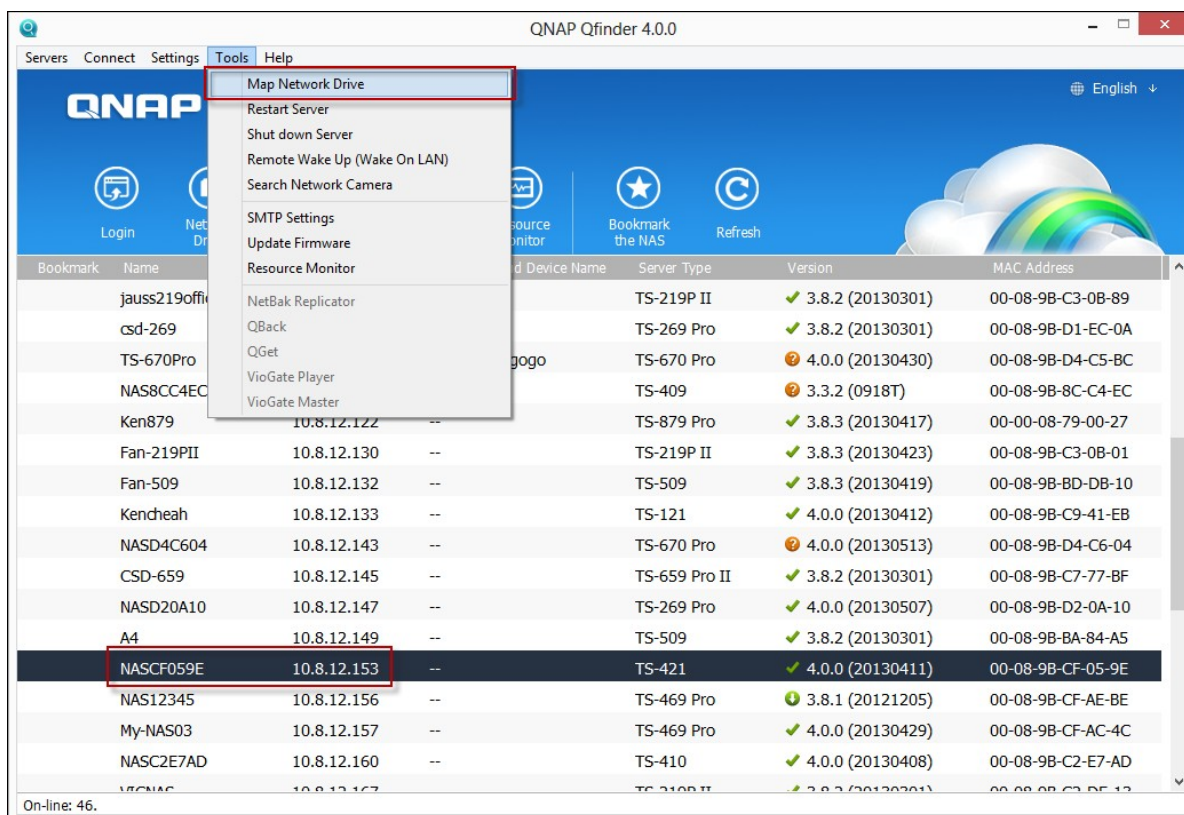 QNAP Qfinder 4.0.0
Servers Connect Settings Tools Help
QNAP
English
Map Network Drive
Restart Server
Shut down Server
Remote Wake Up (Wake On LAN)
Search Network Camera
SMTP Settings
Update Firmware
Resource Monitor
NetBak Replicator
QBack
QGet
VioGate Player
VioGate Master
Login
Bookmark
the NAS
Refresh
Bookmark Name Device Name Server Type Version MAC Address
TS-219P II 3.8.2 (20130301) 00-08-9B-C3-0B-89
csd-269 TS-269 Pro 3.8.2 (20130301) 00-08-9B-D1-EC-0A
TS-670Pro gogo TS-670 Pro 4.0.0 (20130430) 00-08-9B-D4-C5-BC
NAS8CC4EC TS-409 3.3.2 (0918T) 00-08-9B-8C-C4-EC
Ken879 10.8.12.122 -- TS-879 Pro 3.8.3 (20130417) 00-00-08-79-00-27
Fan-219PII 10.8.12.130 -- TS-219P II 3.8.3 (20130423) 00-08-9B-C3-0B-01
Fan-509 10.8.12.132 -- TS-509 3.8.3 (20130419) 00-08-9B-BD-DB-10
Kencheah 10.8.12.133 -- TS-121 4.0.0 (20130412) 00-08-9B-C9-41-EB
NASD4C604 10.8.12.143 -- TS-670 Pro 4.0.0 (20130513) 00-08-9B-D4-C6-04
CSD-659 10.8.12.145 -- TS-659 Pro II 3.8.2 (20130301) 00-08-9B-C7-77-BF
NASD20A10 10.8.12.147 -- TS-269 Pro 4.0.0 (20130507) 00-08-9B-D2-0A-10
A4 10.8.12.149 -- TS-509 3.8.2 (20130301) 00-08-9B-BA-84-A5
NASCF059E 10.8.12.153 -- TS-421 4.0.0 (20130411) 00-08-9B-CF-05-9E
NAS12345 10.8.12.156 -- TS-469 Pro 3.8.1 (20121205) 00-08-9B-CF-AE-BE
My-NAS03 10.8.12.157 -- TS-469 Pro 4.0.0 (20130429) 00-08-9B-CF-AC-4C
NASC2E7AD 10.8.12.160 -- TS-410 4.0.0 (20130408) 00-08-9B-C2-E7-AD
On-line: 46.